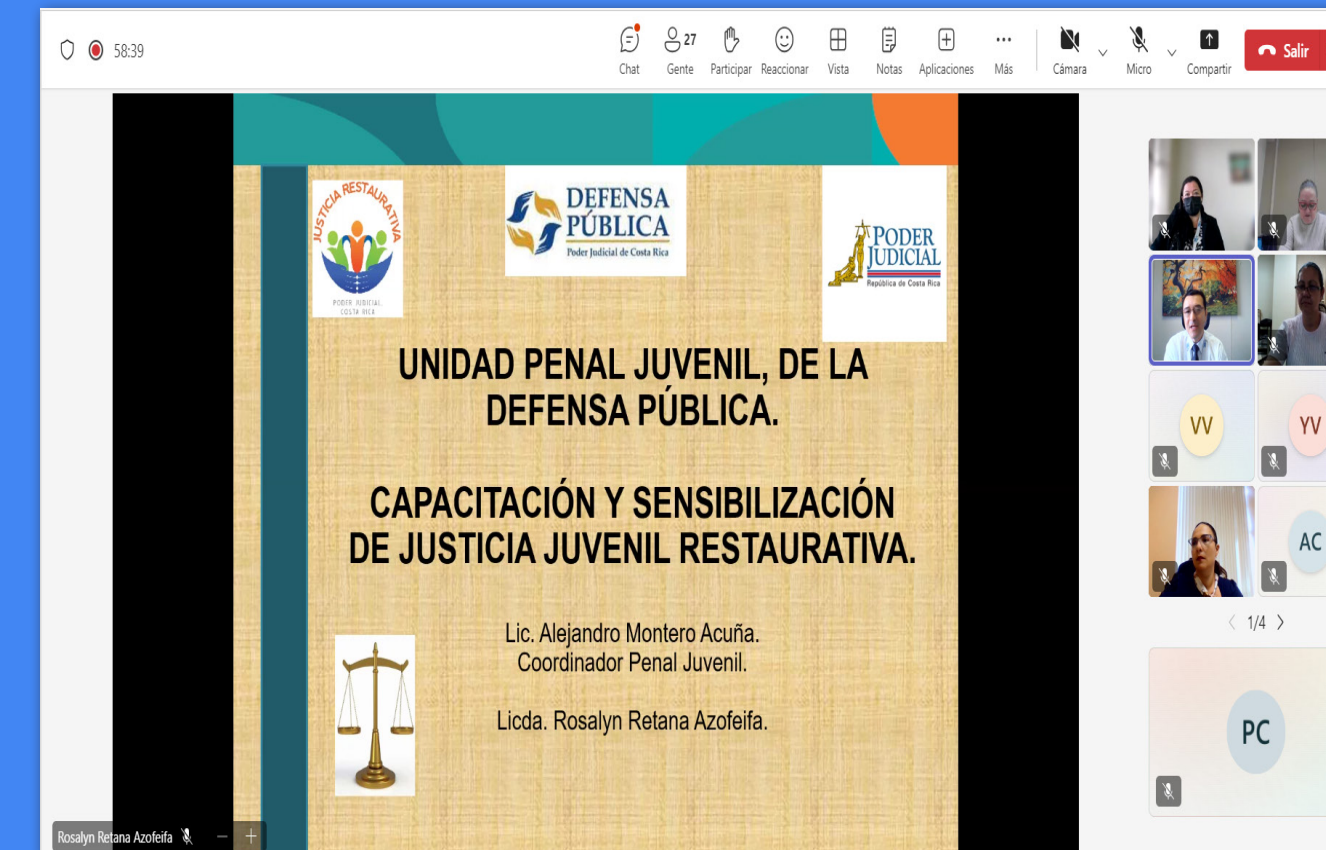 58:39
27
Chat
Gente
Participar
Reaccionar
Vista
Notas
Aplicaciones
Más
Cámara
Micro
Compartir
Salir
JUSTICIA RESTAURATIVA
PODER JUDICIAL,
COSTA RICA
DEFENSA
PÚBLICA
Poder Judicial de Costa Rica
PODER
JUDICIAL
República de Costa Rica
UNIDAD PENAL JUVENIL, DE LA
DEFENSA PÚBLICA.
CAPACITACIÓN Y SENSIBILIZACIÓN
DE JUSTICIA JUVENIL RESTAURATIVA.
Lic. Alejandro Montero Acuña.
Coordinador Penal Juvenil.
Licda. Rosalyn Retana Azofeifa.
Rosalyn Retana Azofeifa
VV
YV
AC
1/4
PC